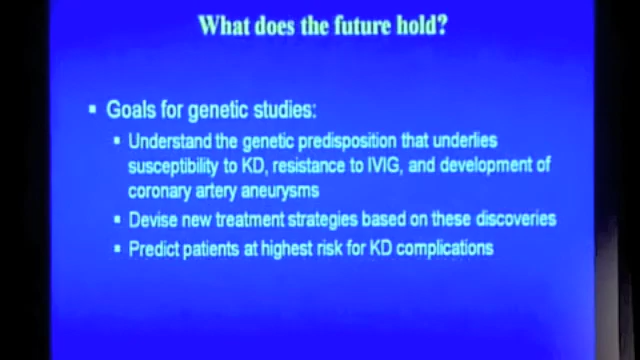 What does the future hold?
▪ Goals for genetic studies:
▪ Understand the genetic predisposition that underlies
susceptibility to KD, resistance to IVIG, and development of
coronary artery aneurysms
▪ Devise new treatment strategies based on these discoveries
▪ Predict patients at highest risk for KD complications